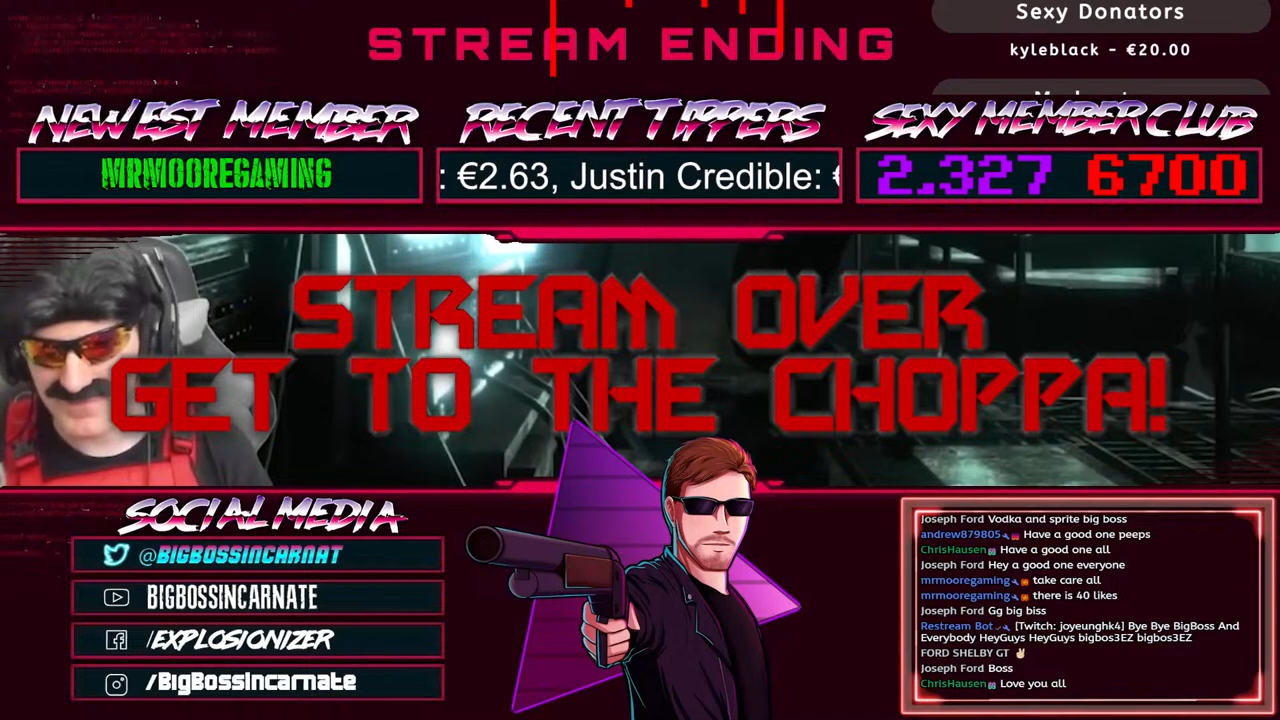 STREAM ENDING
Sexy Donators
kyleblack - €20.00
NEWEST MEMBER
MRMOOREGAMING
RECENT TIPPERS
: €2.63, Justin Credible:
SEXY MEMBER CLUB
2.327 6700
STREAM OVER
GET TO THE CHOPPA!
SOCIAL MEDIA
@BIGBOSSINCARNAT
BIGBOSSINCARNATE
/EXPLOSIONIZER
/BigBossIncarnate
Joseph Ford Vodka and sprite big boss
andrew879805 Have a good one peeps
ChrisHausen Have a good one all
Joseph Ford Hey a good one everyone
mrmooregaming take care all
mrmooregaming there is 40 likes
Joseph Ford Gg big biss
Restream Bot [Twitch: joyeunghk4] Bye Bye BigBoss And
Everybody HeyGuys HeyGuys bigbos3EZ bigbos3EZ
FORD SHELBY GT ✌🏻
Joseph Ford Boss
ChrisHausen Love you all